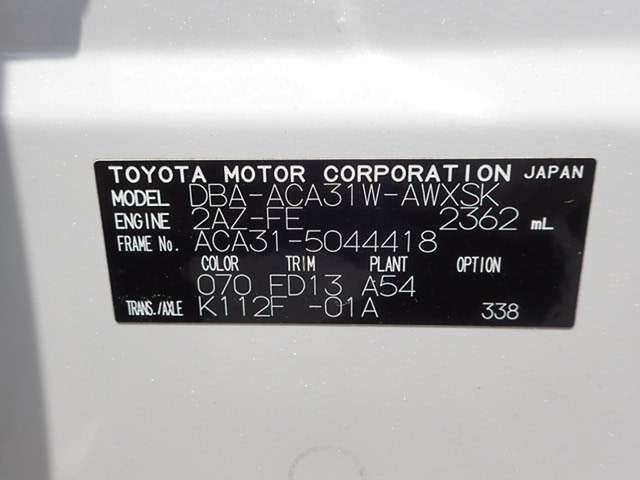 TOYOTA MOTOR CORPORATION JAPAN
MODEL DBA-ACA31W-AWXSK
ENGINE 2AZ-FE 2362 mL
FRAME No. ACA31-5044418
COLOR TRIM PLANT OPTION
070 FD13 A54
TRANS./AXLE K112F -01A 338